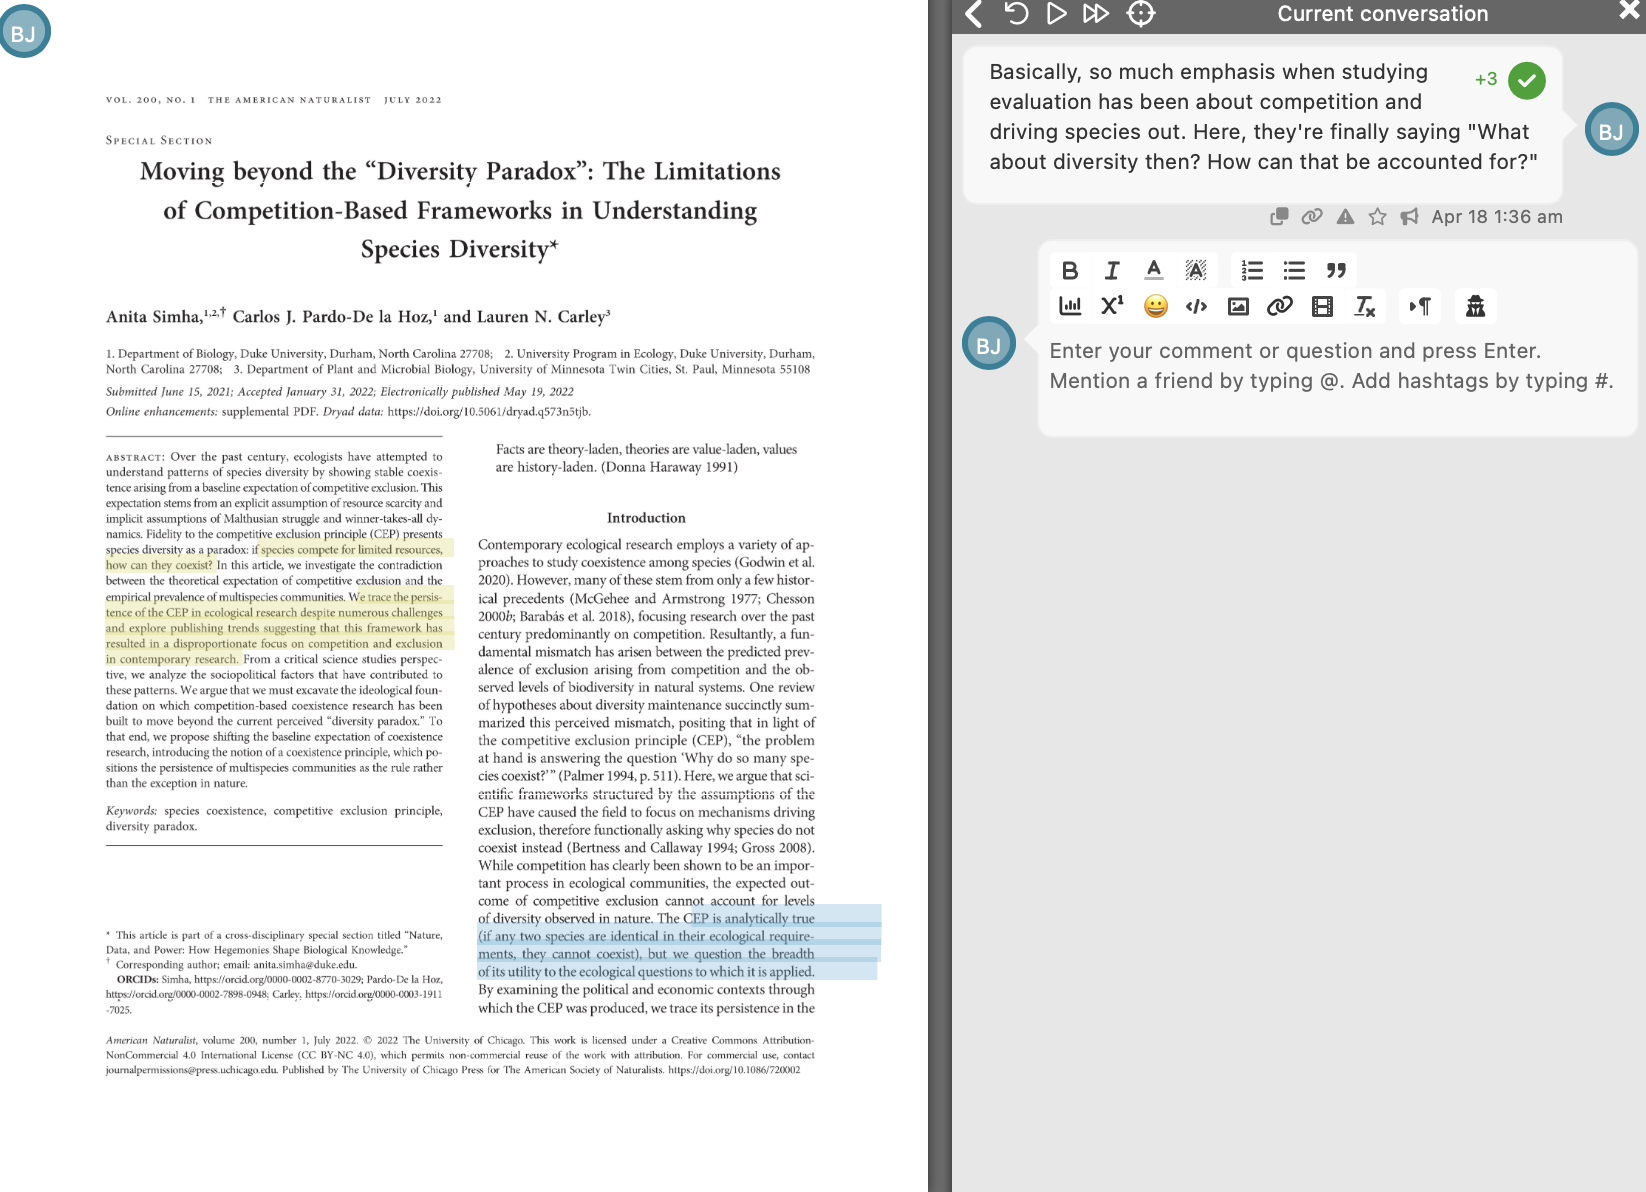 BJ
VOL. 200, NO. 1 THE AMERICAN NATURALIST JULY 2022
SPECIAL SECTION
Moving beyond the “Diversity Paradox”: The Limitations
of Competition-Based Frameworks in Understanding
Species Diversity*
Anita Simha,1,2,† Carlos J. Pardo-De la Hoz,1 and Lauren N. Carley3
1. Department of Biology, Duke University, Durham, North Carolina 27708; 2. University Program in Ecology, Duke University, Durham,
North Carolina 27708; 3. Department of Plant and Microbial Biology, University of Minnesota Twin Cities, St. Paul, Minnesota 55108
Submitted June 15, 2021; Accepted January 31, 2022; Electronically published May 19, 2022
Online enhancements: supplemental PDF. Dryad data: https://doi.org/10.5061/dryad.q573n5tjb.
ABSTRACT: Over the past century, ecologists have attempted to
understand patterns of species diversity by showing stable coexis-
tence arising from a baseline expectation of competitive exclusion. This
expectation stems from an explicit assumption of resource scarcity and
implicit assumptions of Malthusian struggle and winner-takes-all dy-
namics. Fidelity to the competitive exclusion principle (CEP) presents
species diversity as a paradox: if species compete for limited resources,
how can they coexist? In this article, we investigate the contradiction
between the theoretical expectation of competitive exclusion and the
empirical prevalence of multispecies communities. We trace the persis-
tence of the CEP in ecological research despite numerous challenges
and explore publishing trends suggesting that this framework has
resulted in a disproportionate focus on competition and exclusion
in contemporary research. From a critical science studies perspec-
tive, we analyze the sociopolitical factors that have contributed to
these patterns. We argue that we must excavate the ideological foun-
dation on which competition-based coexistence research has been
built to move beyond the current perceived “diversity paradox.” To
that end, we propose shifting the baseline expectation of coexistence
research, introducing the notion of a coexistence principle, which po-
sitions the persistence of multispecies communities as the rule rather
than the exception in nature.
Keywords: species coexistence, competitive exclusion principle,
diversity paradox.
* This article is part of a cross-disciplinary special section titled “Nature,
Data, and Power: How Hegemonies Shape Biological Knowledge.”
† Corresponding author; email: anita.simha@duke.edu.
ORCIDs: Simha, https://orcid.org/0000-0002-8770-3029; Pardo-De la Hoz,
https://orcid.org/0000-0002-7898-0948; Carley, https://orcid.org/0000-0003-1911
-7025.
Facts are theory-laden, theories are value-laden, values
are history-laden. (Donna Haraway 1991)
Introduction
Contemporary ecological research employs a variety of ap-
proaches to study coexistence among species (Godwin et al.
2020). However, many of these stem from only a few histor-
ical precedents (McGehee and Armstrong 1977; Chesson
2000b; Barabás et al. 2018), focusing research over the past
century predominantly on competition. Resultantly, a fun-
damental mismatch has arisen between the predicted prev-
alence of exclusion arising from competition and the ob-
served levels of biodiversity in natural systems. One review
of hypotheses about diversity maintenance succinctly sum-
marized this perceived mismatch, positing that in light of
the competitive exclusion principle (CEP), “the problem
at hand is answering the question ‘Why do so many spe-
cies coexist?’” (Palmer 1994, p. 511). Here, we argue that sci-
entific frameworks structured by the assumptions of the
CEP have caused the field to focus on mechanisms driving
exclusion, therefore functionally asking why species do not
coexist instead (Bertness and Callaway 1994; Gross 2008).
While competition has clearly been shown to be an impor-
tant process in ecological communities, the expected out-
come of competitive exclusion cannot account for levels
of diversity observed in nature. The CEP is analytically true
(if any two species are identical in their ecological require-
ments, they cannot coexist), but we question the breadth
of its utility to the ecological questions to which it is applied.
By examining the political and economic contexts through
which the CEP was produced, we trace its persistence in the
American Naturalist, volume 200, number 1, July 2022. © 2022 The University of Chicago. This work is licensed under a Creative Commons Attribution-
NonCommercial 4.0 International License (CC BY-NC 4.0), which permits non-commercial reuse of the work with attribution. For commercial use, contact
journalpermissions@press.uchicago.edu. Published by The University of Chicago Press for The American Society of Naturalists. https://doi.org/10.1086/720002
Current conversation
Basically, so much emphasis when studying
evaluation has been about competition and
driving species out. Here, they're finally saying "What
about diversity then? How can that be accounted for?"
+3
BJ
Apr 18 1:36 am
BJ
Enter your comment or question and press Enter.
Mention a friend by typing @. Add hashtags by typing #.